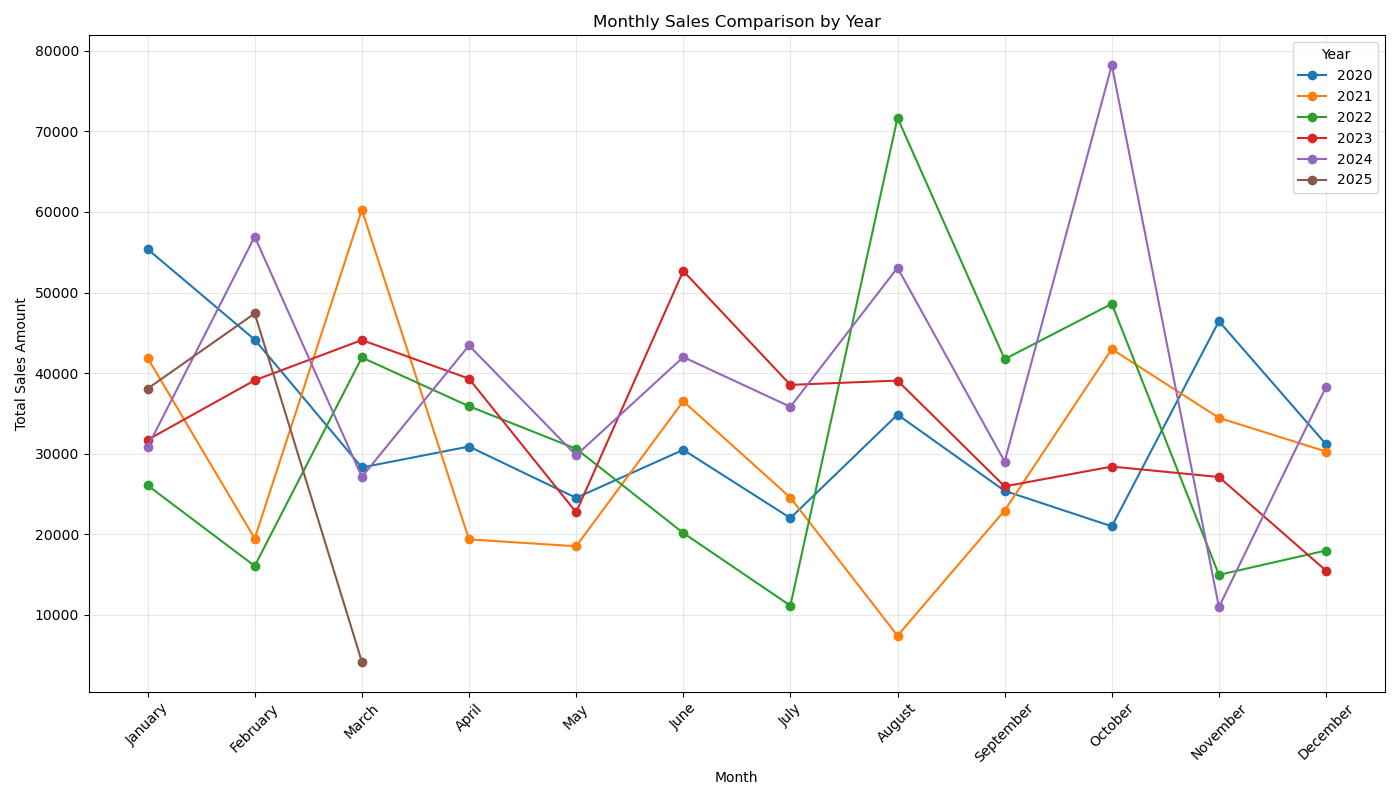 Monthly Sales Comparison by Year
Total Sales Amount
80000
70000
60000
50000
40000
30000
20000
10000
Year
2020
2021
2022
2023
2024
2025
January
February
March
April
May
June
July
August
September
October
November
December
Month